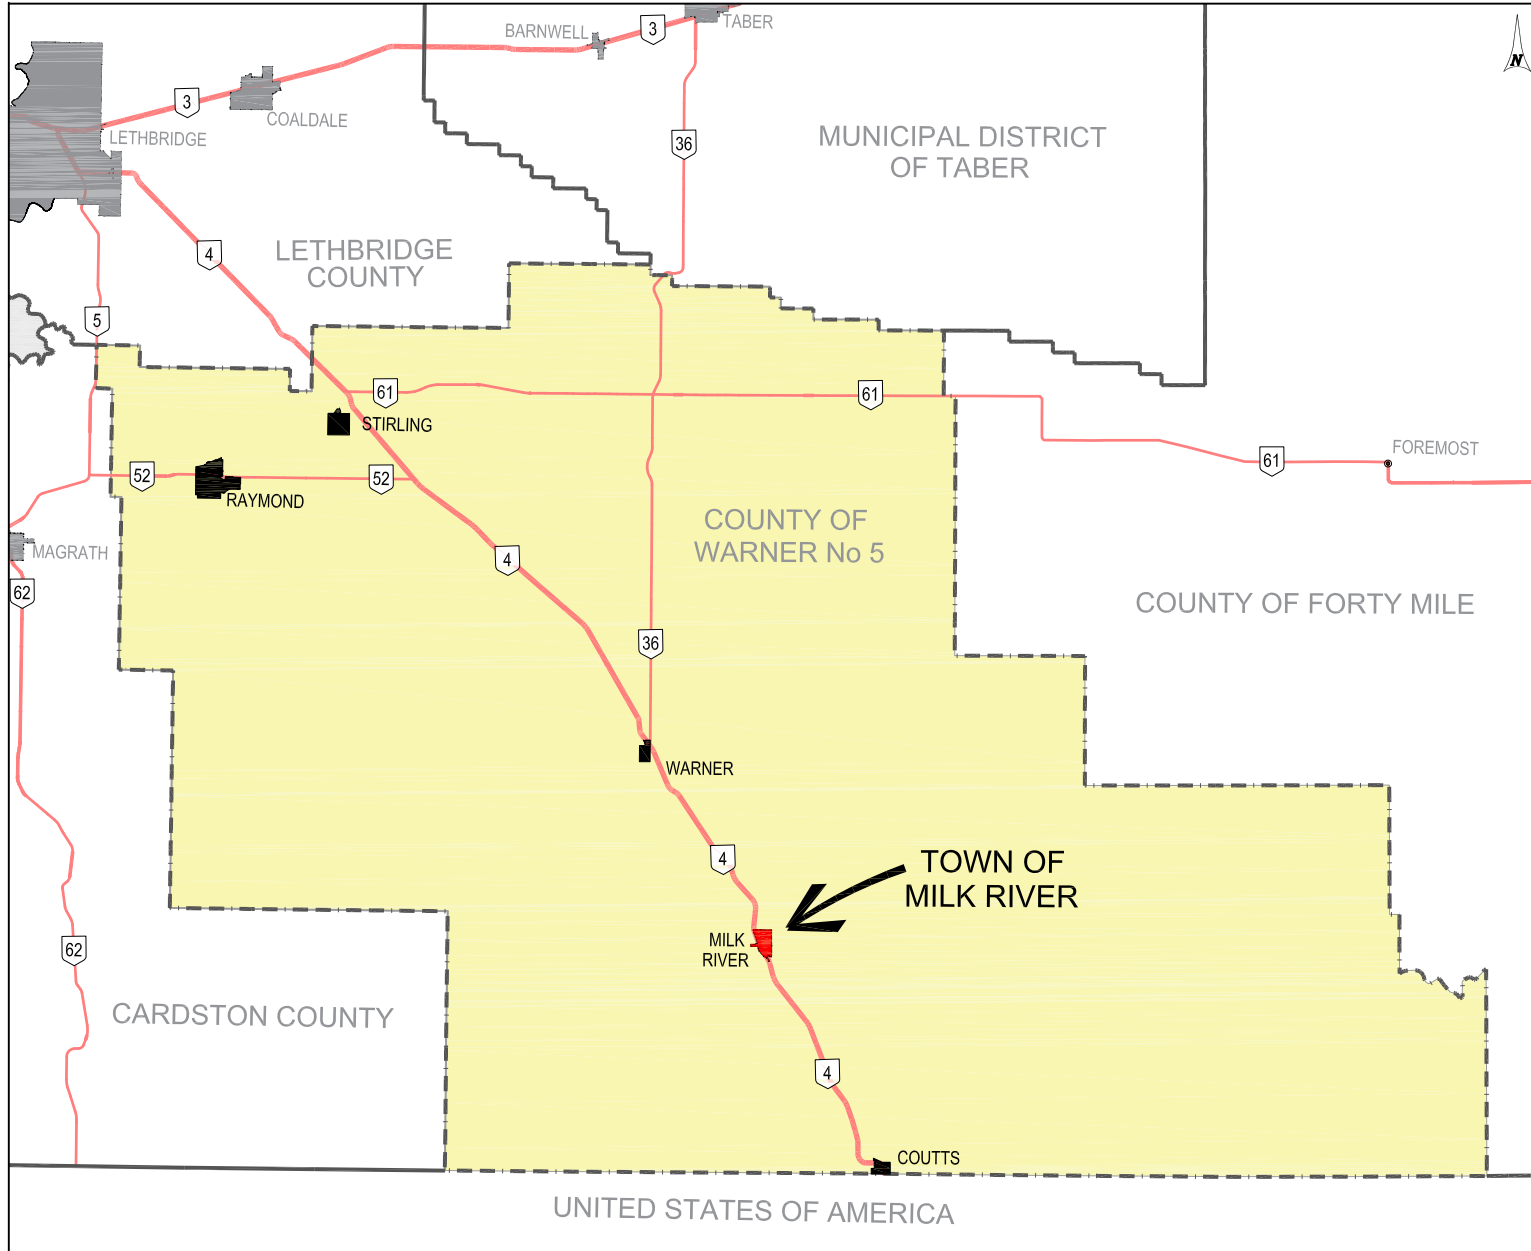 TABER
BARNWELL
3
N
3
COALDALE
LETHBRIDGE
36
MUNICIPAL DISTRICT
OF TABER
4
LETHBRIDGE
COUNTY
5
61
61
STIRLING
FOREMOST
61
52
52
RAYMOND
COUNTY OF
WARNER No 5
MAGRATH
4
62
COUNTY OF FORTY MILE
36
WARNER
4
TOWN OF
MILK RIVER
MILK
RIVER
62
CARDSTON COUNTY
4
COUTTS
UNITED STATES OF AMERICA